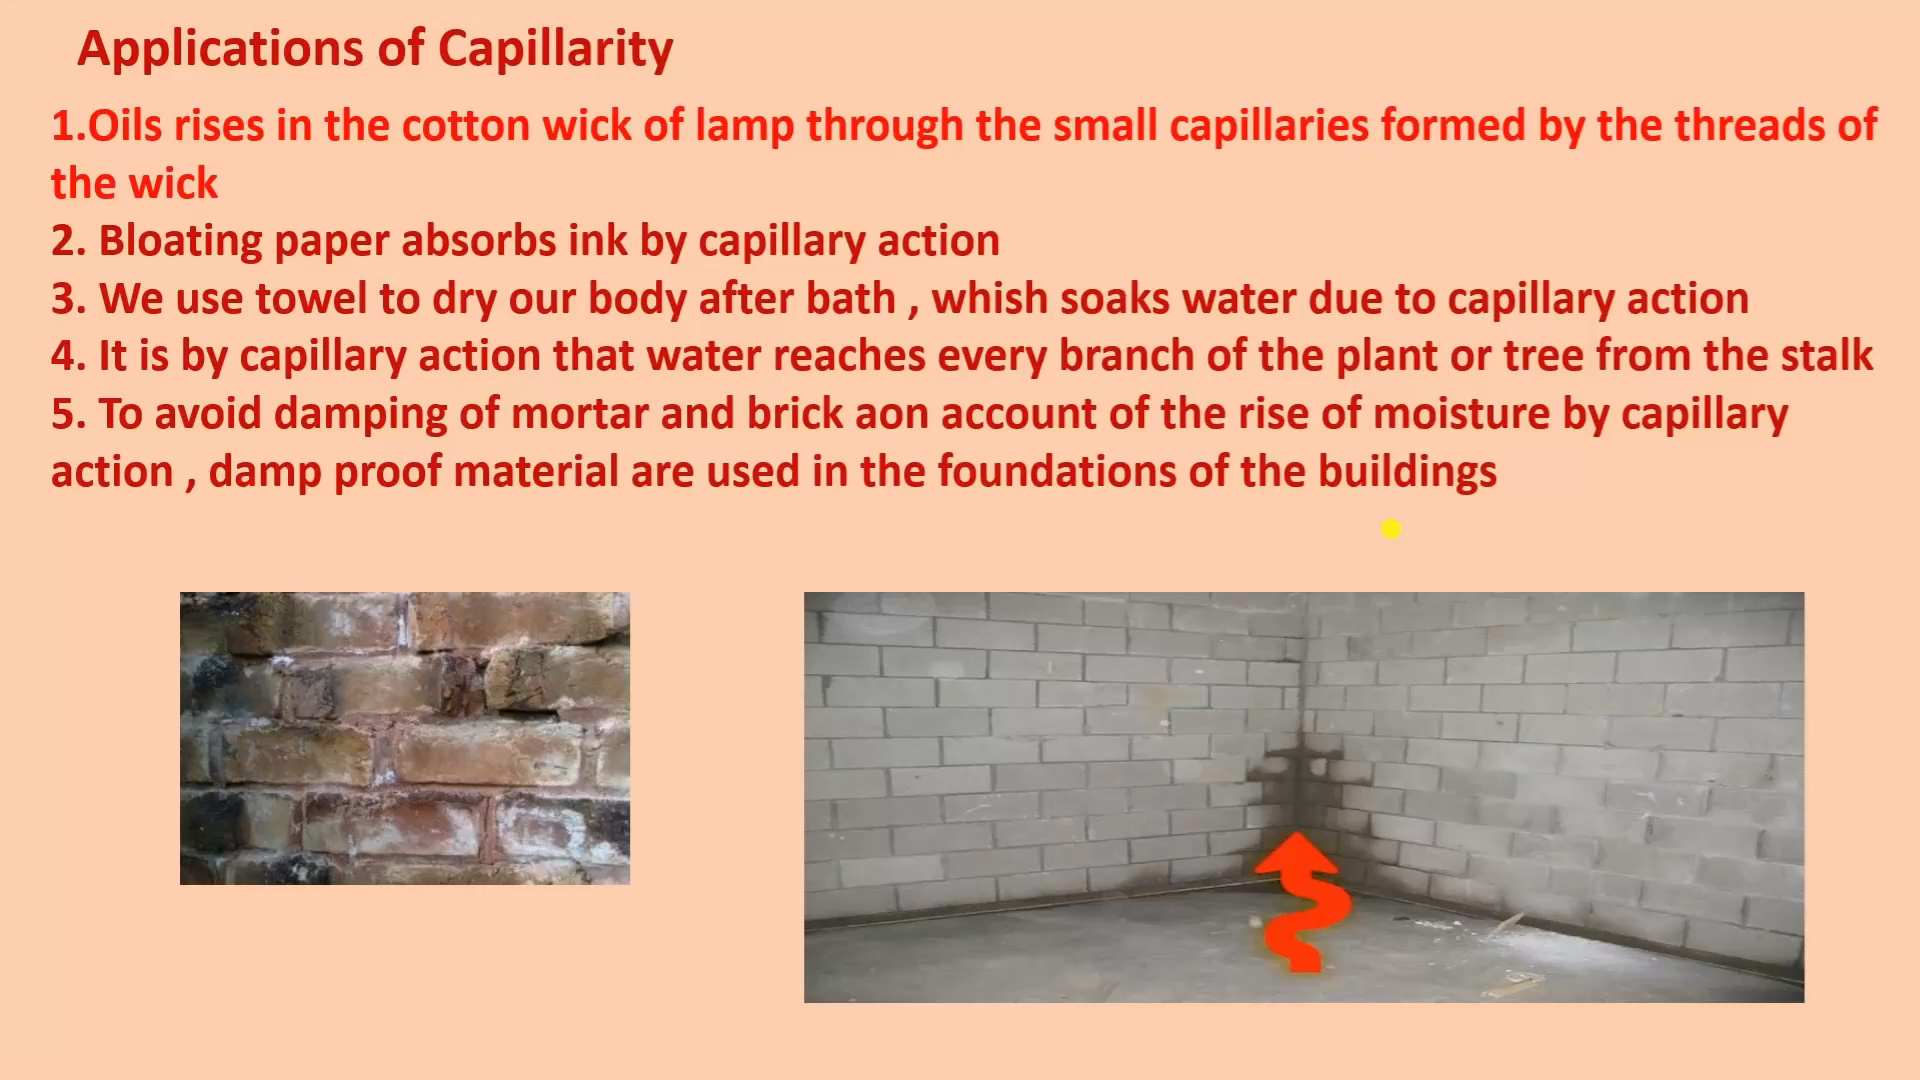 Applications of Capillarity
1.Oils rises in the cotton wick of lamp through the small capillaries formed by the threads of
the wick
2. Bloating paper absorbs ink by capillary action
3. We use towel to dry our body after bath , whish soaks water due to capillary action
4. It is by capillary action that water reaches every branch of the plant or tree from the stalk
5. To avoid damping of mortar and brick aon account of the rise of moisture by capillary
action , damp proof material are used in the foundations of the buildings